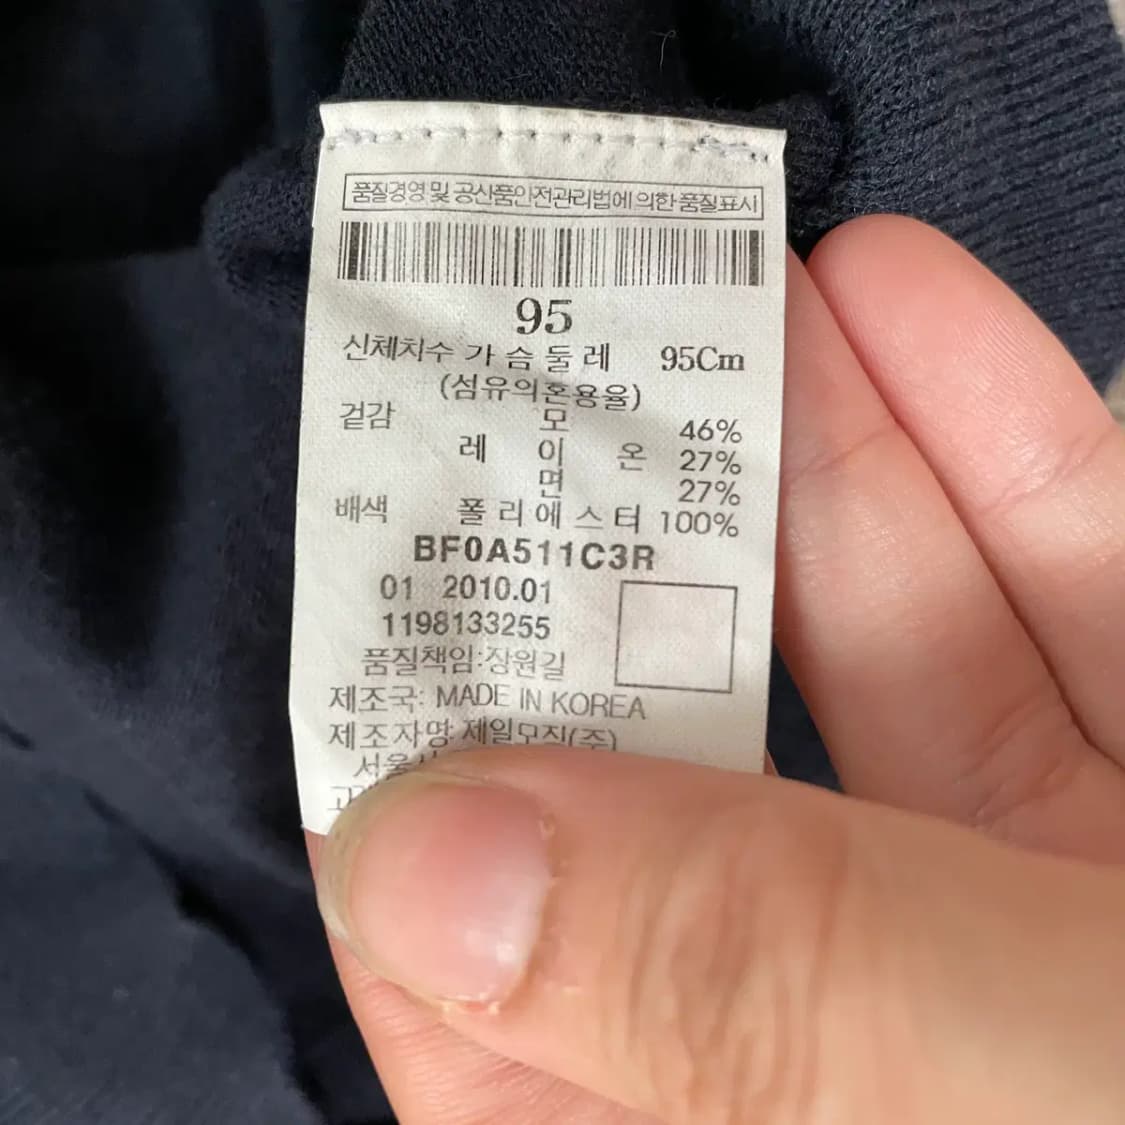 품질경영 및 공산품안전관리법에 의한 품질표시
95
신체치수 가 슴 둘 레 95Cm
(섬유의혼용율)
겉감 모 46%
레 이 온 27%
면 27%
배색 폴 리 에 스 터 100%
BF0A511C3R
01 2010.01
1198133255
품질책임:장원길
제조국: MADE IN KOREA
제조자명 제일모직(주)